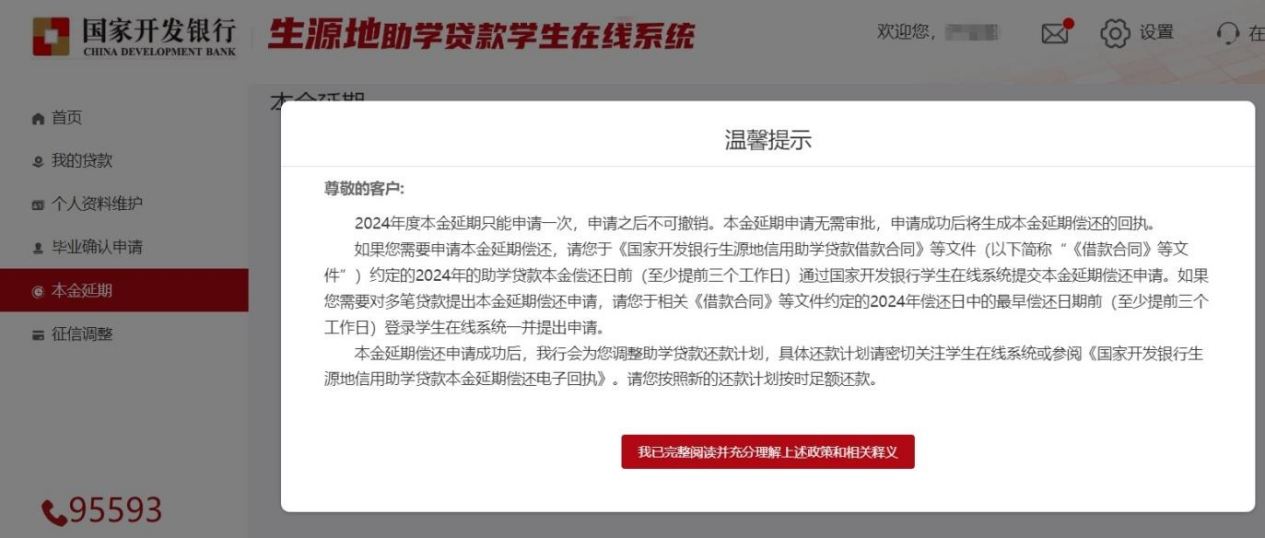 国家开发银行
CHINA DEVELOPMENT BANK
生源地助学贷款学生在线系统
欢迎您,
设置
在
首页
我的贷款
个人资料维护
毕业确认申请
本金延期
征信调整
95593
本金延期
温馨提示
尊敬的客户:
2024年度本金延期只能申请一次，申请之后不可撤销。本金延期申请无需审批，申请成功后将生成本金延期偿还的回执。
如果您需要申请本金延期偿还，请您于《国家开发银行生源地信用助学贷款借款合同》等文件（以下简称“《借款合同》等文
件”）约定的2024年的助学贷款本金偿还日前（至少提前三个工作日）通过国家开发银行学生在线系统提交本金延期偿还申请。如果
您需要对多笔贷款提出本金延期偿还申请，请您于相关《借款合同》等文件约定的2024年偿还日中的最早偿还日期前（至少提前三个
工作日）登录学生在线系统一并提出申请。
本金延期偿还申请成功后，我行会为您调整助学贷款还款计划，具体还款计划请密切关注学生在线系统或参阅《国家开发银行生
源地信用助学贷款本金延期偿还电子回执》。请您按照新的还款计划按时足额还款。
我已完整阅读并充分理解上述政策和相关释义